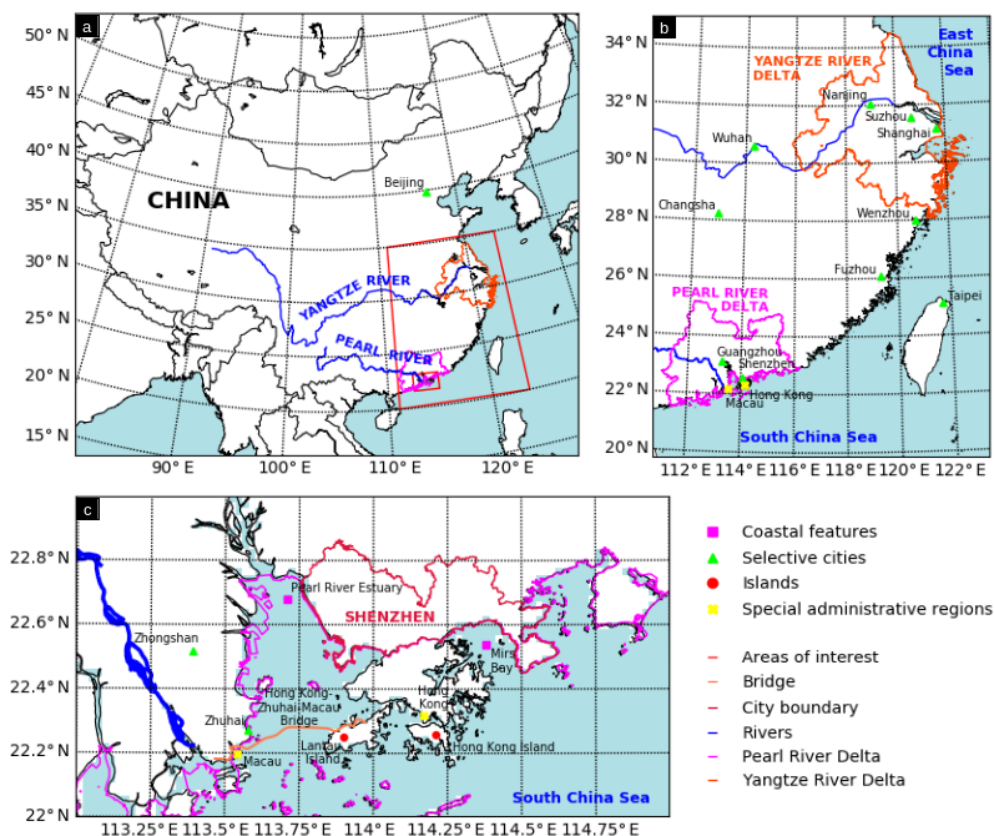 a
50° N
45° N
40° N
35° N
30° N
25° N
20° N
15° N
90° E
100° E
110° E
120° E
Beijing
CHINA
YANGTZE RIVER
PEARL RIVER
b
34° N
32° N
30° N
28° N
26° N
24° N
22° N
20° N
112° E
114° E
116° E
118° E
120° E
122° E
East
China
Sea
YANGTZE RIVER
DELTA
Nanjing
Suzhou
Shanghai
Wuhan
Changsha
Wenzhou
Fuzhou
Taipei
PEARL RIVER
DELTA
Guangzhou
Shenzhen
Hong Kong
Macau
South China Sea
c
22.8° N
22.6° N
22.4° N
22.2° N
22° N
113.25° E
113.5° E
113.75° E
114° E
114.25° E
114.5° E
114.75° E
Pearl River Estuary
SHENZHEN
Zhongshan
Mirs
Bay
Hong Kong-
Zhuhai-Macau
Bridge
Hong
Kong
Zhuhai
Lantau
Island
Hong Kong Island
Macau
South China Sea
Coastal features
Selective cities
Islands
Special administrative regions
Areas of interest
Bridge
City boundary
Rivers
Pearl River Delta
Yangtze River Delta